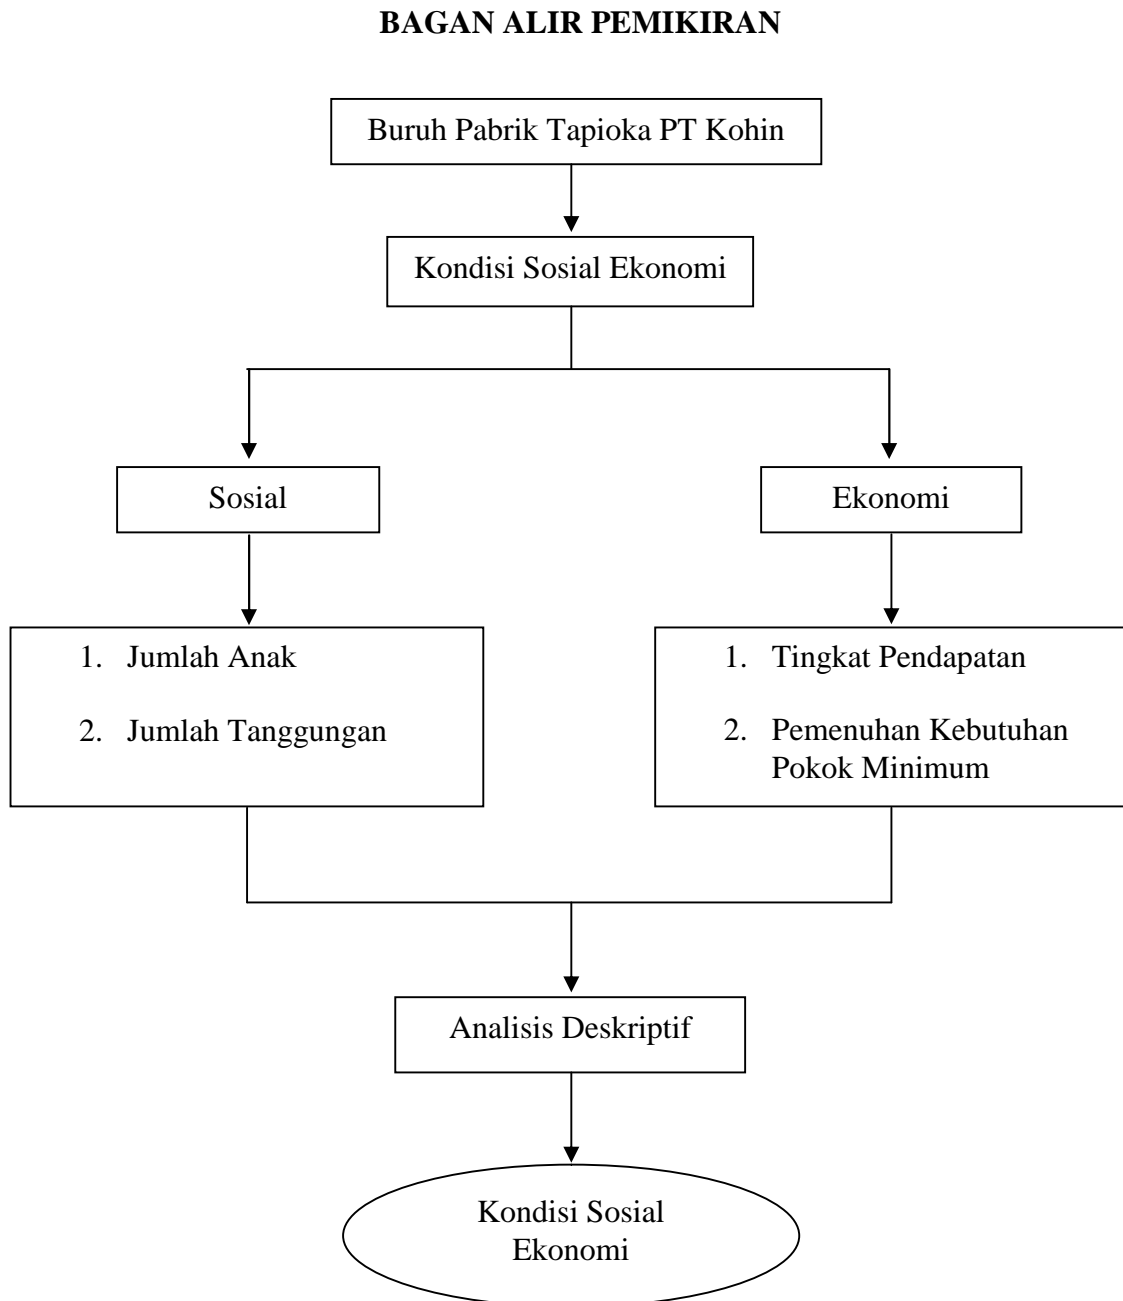 BAGAN ALIR PEMIKIRAN
Buruh Pabrik Tapioka PT Kohin
Kondisi Sosial Ekonomi
Sosial
Ekonomi
1. Jumlah Anak
2. Jumlah Tanggungan
1. Tingkat Pendapatan
2. Pemenuhan Kebutuhan
Pokok Minimum
Analisis Deskriptif
Kondisi Sosial
Ekonomi